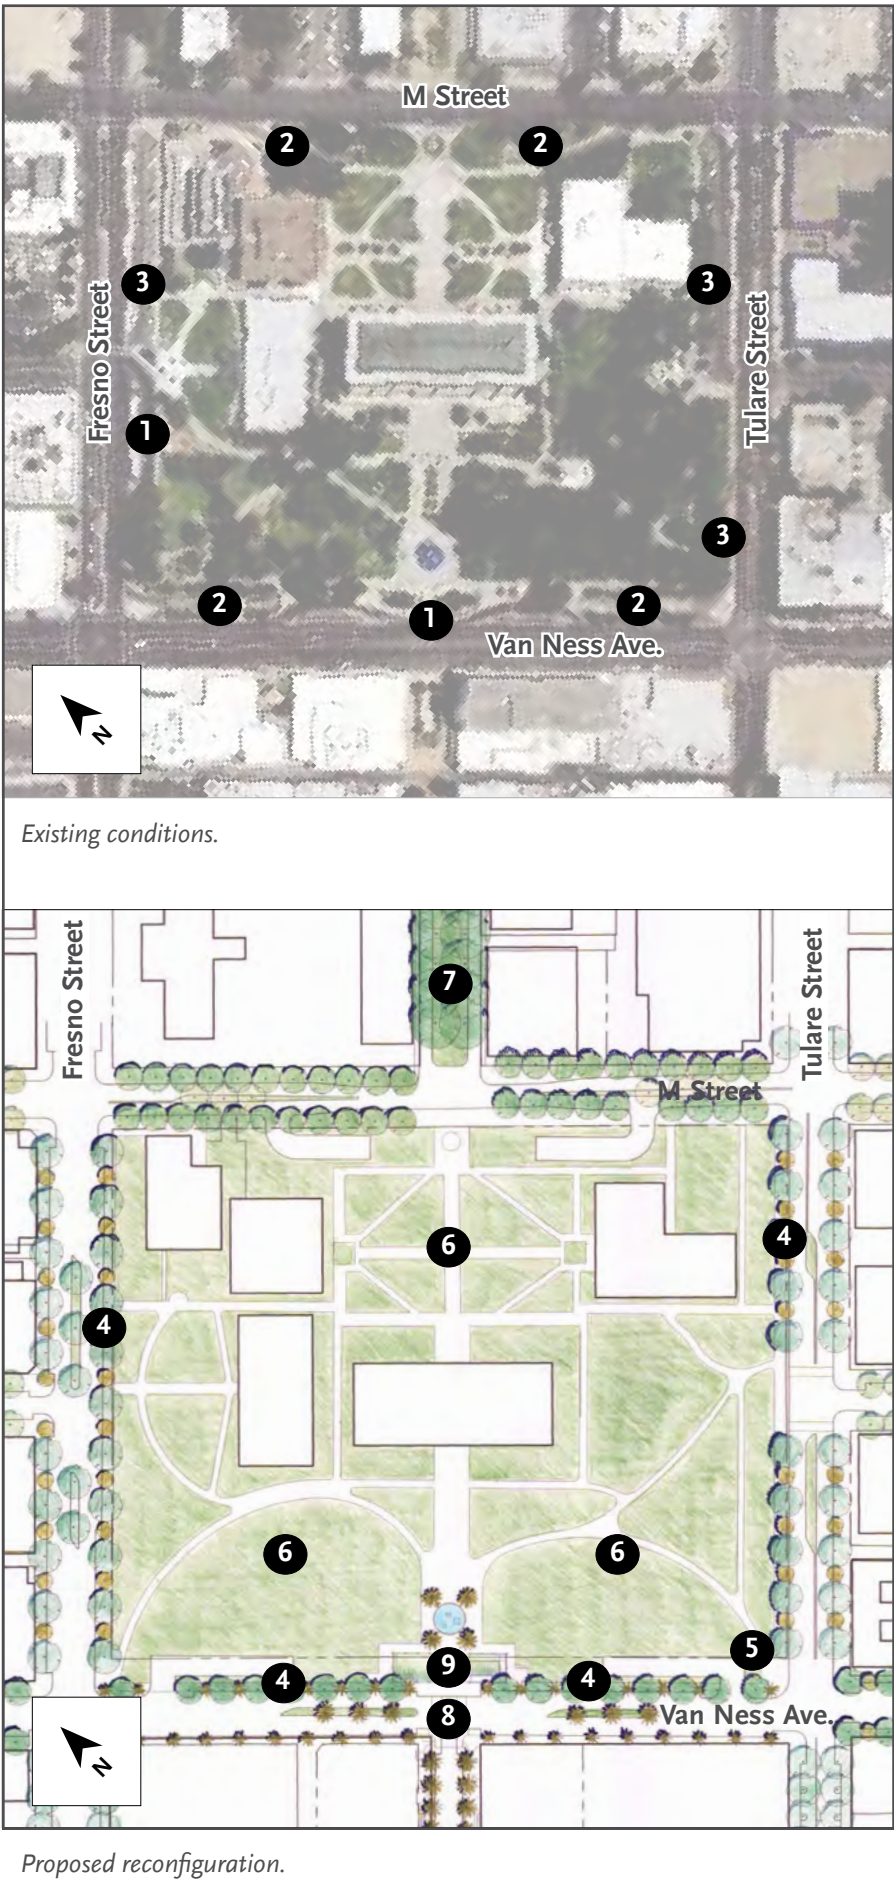 M Street
2
2
3
3
Fresno Street
Tulare Street
1
3
2
2
1
Van Ness Ave.
N
Existing conditions.
Fresno Street
Tulare Street
7
M Street
4
6
4
6
6
5
9
4
4
8
Van Ness Ave.
N
Proposed reconfiguration.